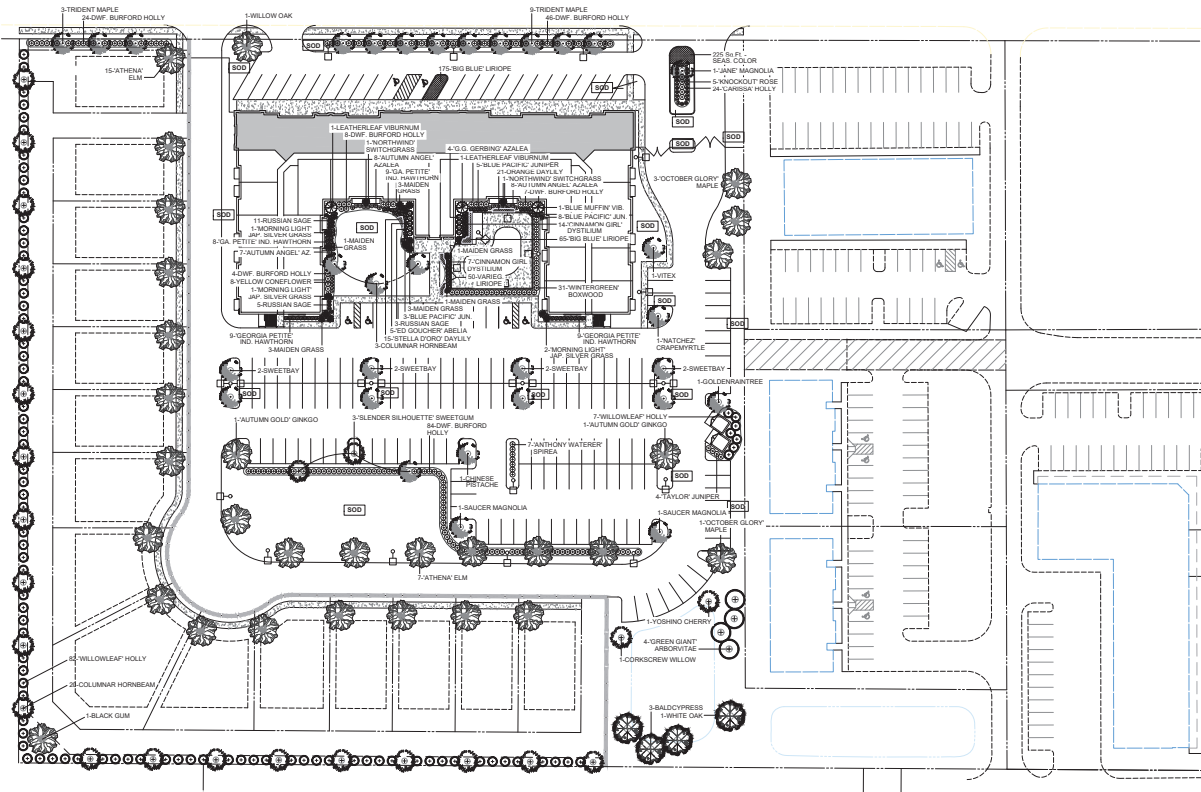 3-TRIDENT MAPLE
24-DWF. BURFORD HOLLY
1-WILLOW OAK
9-TRIDENT MAPLE
46-DWF. BURFORD HOLLY
SOD
15-'ATHENA'
ELM
SOD
175-'BIG BLUE' LIRIOPE
SOD
225 Sq.Ft. -
SEAS. COLOR
1-'JANE' MAGNOLIA
5-'KNOCKOUT' ROSE
24-'CARISSA' HOLLY
SOD
SOD
SOD
1-LEATHERLEAF VIBURNUM
8-DWF. BURFORD HOLLY
1-'NORTHWIND'
SWITCHGRASS
8-'AUTUMN ANGEL'
AZALEA
9-'GA. PETITE'
IND. HAWTHORN
3-MAIDEN
GRASS
4-'G.G. GERBING' AZALEA
1-LEATHERLEAF VIBURNUM
5-'BLUE PACIFIC' JUNIPER
21-ORANGE DAYLILY
1-'NORTHWIND' SWITCHGRASS
8-'AUTUMN ANGEL' AZALEA
7-DWF. BURFORD HOLLY
3-'OCTOBER GLORY'
MAPLE
SOD
11-RUSSIAN SAGE
1-'MORNING LIGHT'
JAP. SILVER GRASS
8-'GA. PETITE' IND. HAWTHORN
7-'AUTUMN ANGEL' AZ.
4-DWF. BURFORD HOLLY
8-YELLOW CONEFLOWER
1-'MORNING LIGHT'
JAP. SILVER GRASS
5-RUSSIAN SAGE
SOD
1-MAIDEN
GRASS
1-'BLUE MUFFIN' VIB.
8-'BLUE PACIFIC' JUN.
14-'CINNAMON GIRL'
DYSTILIUM
65-'BIG BLUE' LIRIOPE
SOD
1-MAIDEN GRASS
7-'CINNAMON GIRL'
DYSTILIUM
50-VARIEG.
LIRIOPE
31-'WINTERGREEN'
BOXWOOD
1-VITEX
SOD
1-MAIDEN GRASS
3-MAIDEN GRASS
3-'BLUE PACIFIC' JUN.
3-RUSSIAN SAGE
5-'ED GOUCHER' ABELIA
15-'STELLA D'ORO' DAYLILY
3-COLUMNAR HORNBEAM
9-'GEORGIA PETITE'
IND. HAWTHORN
3-MAIDEN GRASS
9-'GEORGIA PETITE'
IND. HAWTHORN
2-'MORNING LIGHT'
JAP. SILVER GRASS
1-'NATCHEZ'
CRAPEMYRTLE
SOD
2-SWEETBAY
2-SWEETBAY
2-SWEETBAY
2-SWEETBAY
SOD
SOD
SOD
SOD
1-GOLDENRAINTREE
1-'AUTUMN GOLD' GINKGO
3-'SLENDER SILHOUETTE' SWEETGUM
84-DWF. BURFORD
HOLLY
7-'WILLOWLEAF' HOLLY
1-'AUTUMN GOLD' GINKGO
7-'ANTHONY WATERER'
SPIREA
1-CHINESE
PISTACHE
SOD
4-'TAYLOR' JUNIPER
SOD
SOD
1-SAUCER MAGNOLIA
1-SAUCER MAGNOLIA
1-'OCTOBER GLORY'
MAPLE
7-'ATHENA' ELM
1-YOSHINO CHERRY
4-'GREEN GIANT'
ARBORVITAE
1-CORKSCREW WILLOW
82-'WILLOWLEAF' HOLLY
28-COLUMNAR HORNBEAM
1-BLACK GUM
3-BALDCYPRESS
1-WHITE OAK